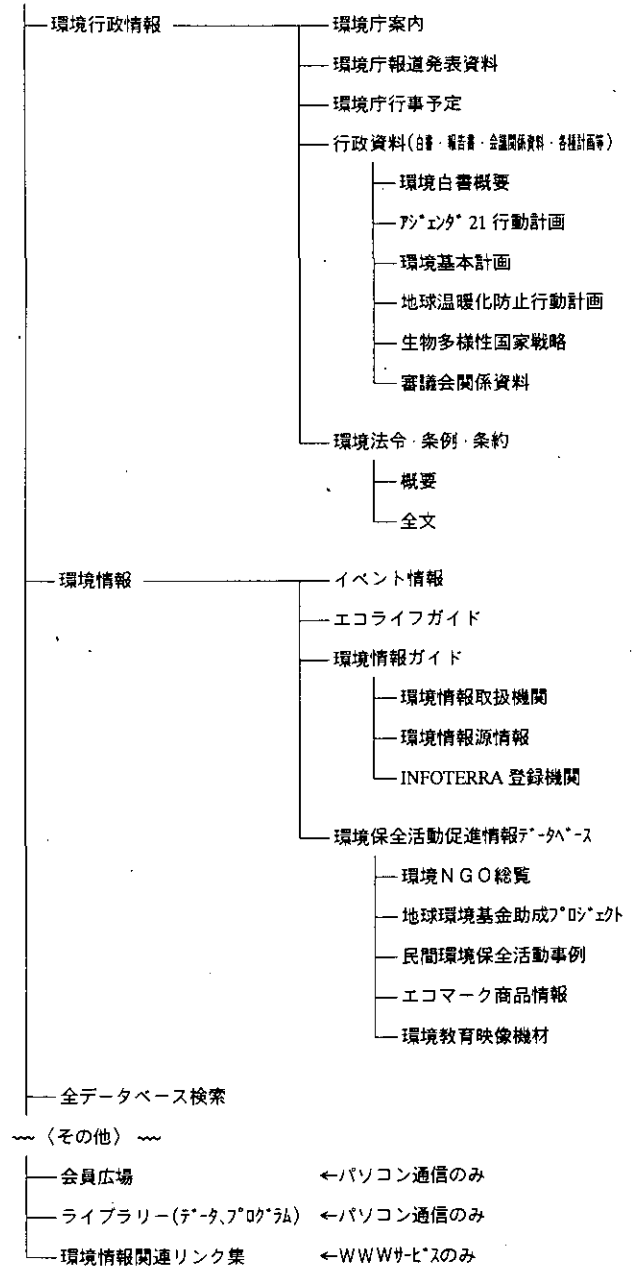 環境行政情報 環境庁案内
環境庁報道発表資料
環境庁行事予定
行政資料(白書・報告書・会議関係資料・各種計画等)
環境白書概要
ｱｼﾞｪﾝﾀﾞ 21 行動計画
環境基本計画
地球温暖化防止行動計画
生物多様性国家戦略
審議会関係資料
環境法令・条例・条約
概要
全文
環境情報 イベント情報
エコライフガイド
環境情報ガイド
環境情報取扱機関
環境情報源情報
INFOTERRA 登録機関
環境保全活動促進情報ﾃﾞｰﾀﾍﾞｰｽ
環境ＮＧＯ総覧
地球環境基金助成ﾌﾟﾛｼﾞｪｸﾄ
民間環境保全活動事例
エコマーク商品情報
環境教育映像機材
全データベース検索
〈その他〉
会員広場 ←パソコン通信のみ
ライブラリー(ﾃﾞｰﾀ、ﾌﾟﾛｸﾞﾗﾑ) ←パソコン通信のみ
環境情報関連リンク集 ←ＷＷＷｻｰﾋﾞｽのみ